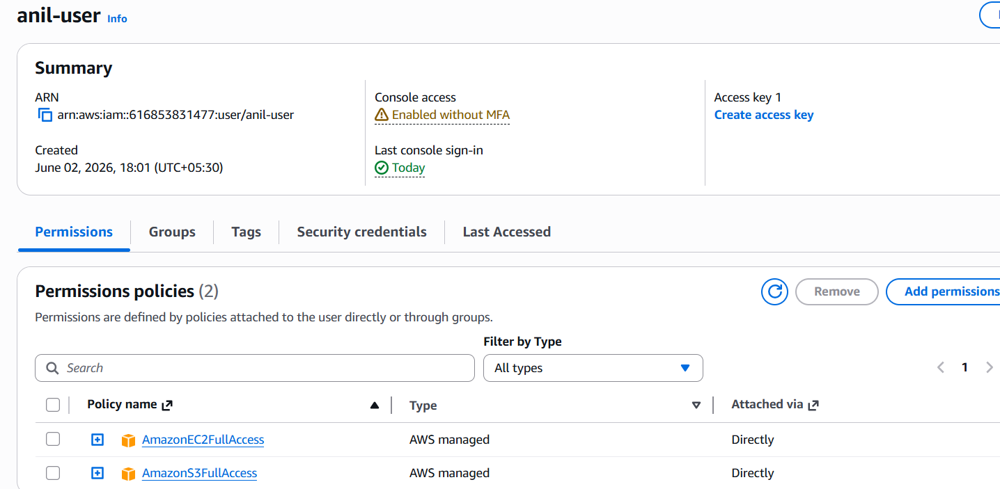 anil-user Info
Summary
ARN
arn:aws:iam::616853831477:user/anil-user
Console access
Enabled without MFA
Access key 1
Create access key
Created
June 02, 2026, 18:01 (UTC+05:30)
Last console sign-in
Today
Permissions
Groups
Tags
Security credentials
Last Accessed
Permissions policies (2)
Remove
Add permissions
Permissions are defined by policies attached to the user directly or through groups.
Filter by Type
Search
All types
1
Policy name
Type
Attached via
AmazonEC2FullAccess
AWS managed
Directly
AmazonS3FullAccess
AWS managed
Directly